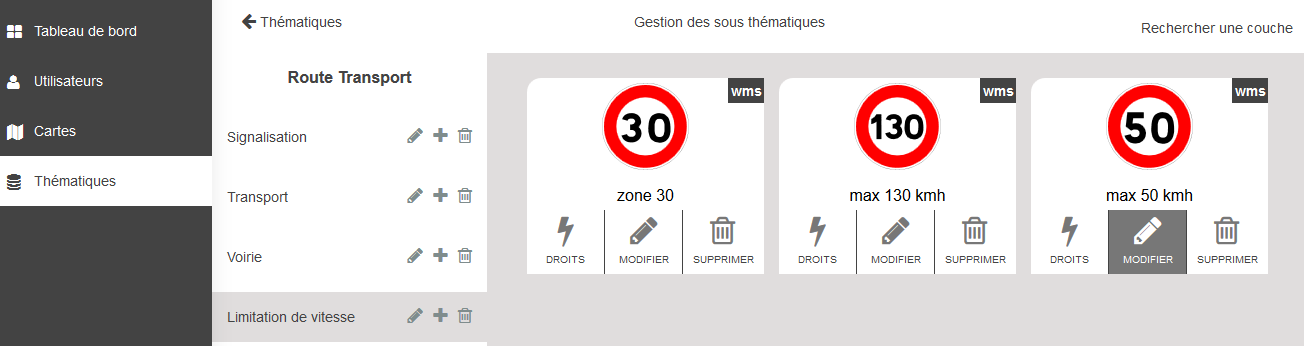 Tableau de bord
Utilisateurs
Cartes
Thématiques
Thématiques
Route Transport
Signalisation
Transport
Voirie
Limitation de vitesse
Gestion des sous thématiques
Rechercher une couche
wms
30
zone 30
DROITS MODIFIER SUPPRIMER
wms
130
max 130 kmh
DROITS MODIFIER SUPPRIMER
wms
50
max 50 kmh
DROITS MODIFIER SUPPRIMER